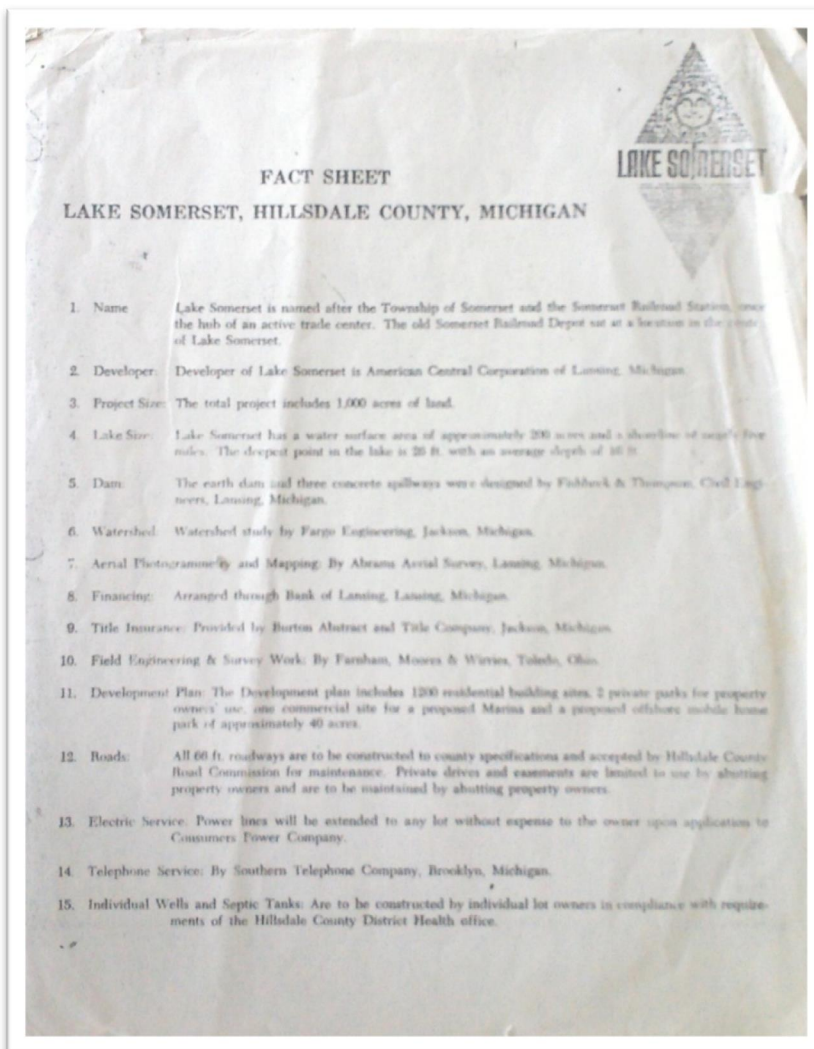 LAKE SOMERSET
FACT SHEET
LAKE SOMERSET, HILLSDALE COUNTY, MICHIGAN
1. Name Lake Somerset is named after the Township of Somerset and the Somerset Railroad Station, once
the hub of an active trade center. The old Somerset Railroad Depot sat at a location in the
of Lake Somerset.
2. Developer: Developer of Lake Somerset is American Central Corporation of Lansing, Michigan.
3. Project Size: The total project includes 1,000 acres of land.
4. Lake Size: Lake Somerset has a water surface area of approximately 200 acres and a shoreline of nearly five
miles. The deepest point in the lake is ft. with an average depth of 10 ft.
5. Dam: The earth dam and three concrete spillways were designed by Fishbeck & Thompson, Civil Engi-
neers, Lansing, Michigan.
6. Watershed: Watershed study by Fargo Engineering, Jackson, Michigan.
7. Aerial Photogrammetry and Mapping: By Abrams Aerial Survey, Lansing, Michigan.
8. Financing: Arranged through Bank of Lansing, Lansing, Michigan.
9. Title Insurance: Provided by Burton Abstract and Title Company, Jackson, Michigan.
10. Field Engineering & Survey Work: By Farnham, Moores & Toledo, Ohio.
11. Development Plan: The Development plan includes 1200 residential building sites, 2 private parks for property
owners' use, one commercial site for a proposed Marina and a proposed offshore mobile home
park of approximately 40 acres.
12. Roads: All 66 ft. roadways are to be constructed to county specifications and accepted by Hillsdale County
Road Commission for maintenance. Private drives and easements are limited to use by abutting
property owners and are to be maintained by abutting property owners.
13. Electric Service: Power lines will be extended to any lot without expense to the owner upon application to
Consumers Power Company.
14. Telephone Service: By Southern Telephone Company, Brooklyn, Michigan.
15. Individual Wells and Septic Tanks: Are to be constructed by individual lot owners in compliance with require-
ments of the Hillsdale County District Health office.